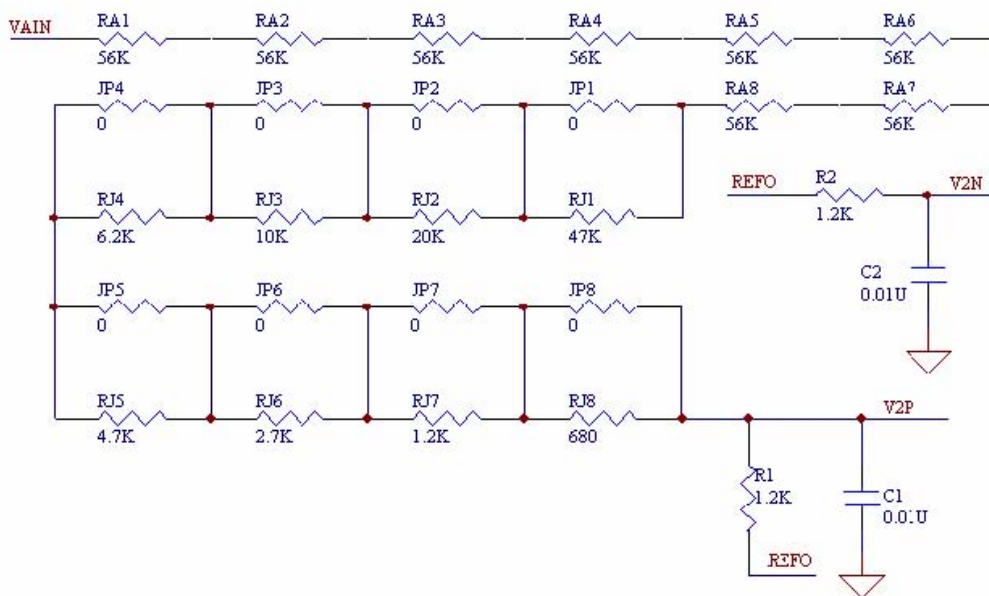 VAIN RA1 RA2 RA3 RA4 RA5 RA6
56K 56K 56K 56K 56K 56K
JP4 JP3 JP2 JP1 RA8 RA7
0 0 0 0 56K 56K
REFO R2 V2N
1.2K
RJ4 RJ3 RJ2 RJ1
6.2K 10K 20K 47K
C2
0.01U
JP5 JP6 JP7 JP8
0 0 0 0
RJ5 RJ6 RJ7 RJ8 V2P
4.7K 2.7K 1.2K 680
R1
1.2K
C1
0.01U
REFO